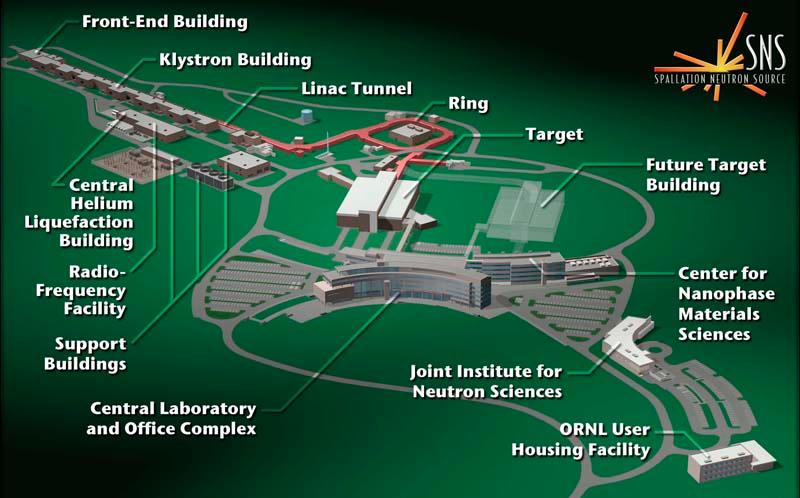 Front-End Building
SNS
SPALLATION NEUTRON SOURCE
Klystron Building
Linac Tunnel
Ring
Target
Future Target
Building
Central
Helium
Liquefaction
Building
Radio-
Frequency
Facility
Support
Buildings
Central Laboratory
and Office Complex
Center for
Nanophase
Materials
Sciences
Joint Institute for
Neutron Sciences
ORNL User
Housing Facility